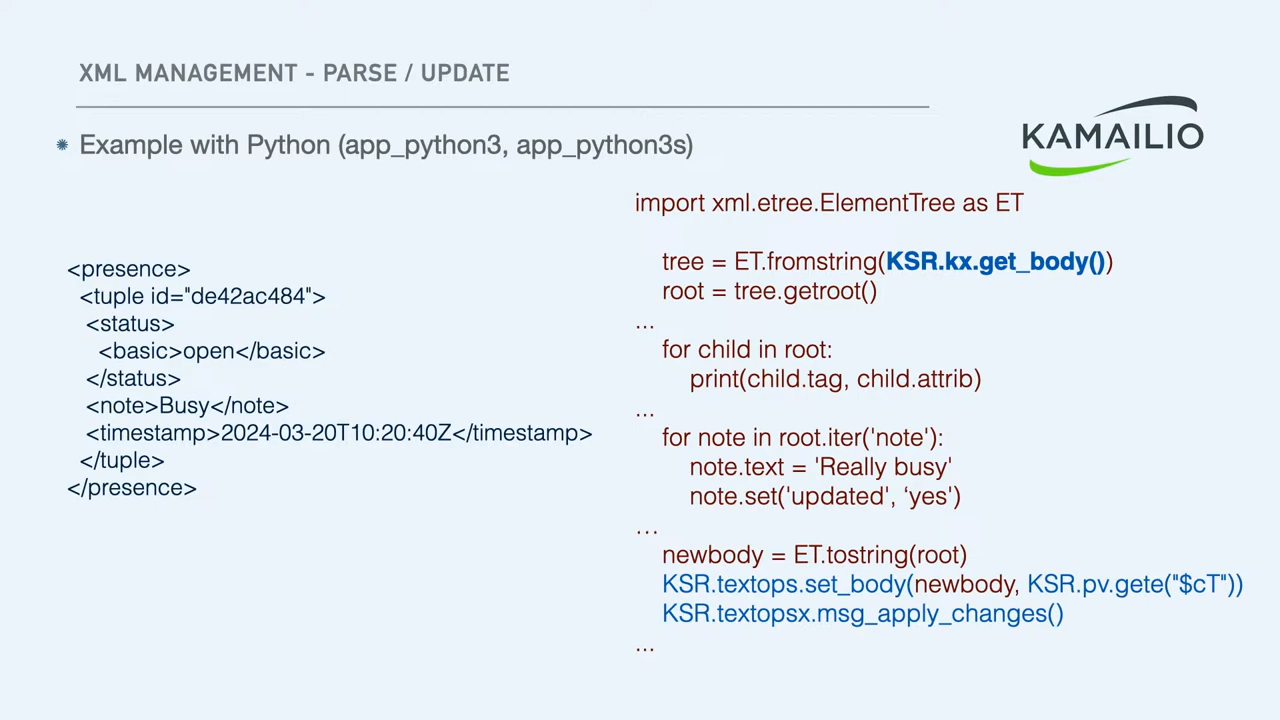 XML MANAGEMENT - PARSE / UPDATE
KAMAILIO
Example with Python (app_python3, app_python3s)
<presence>
<tuple id="de42ac484">
<status>
<basic>open</basic>
</status>
<note>Busy</note>
<timestamp>2024-03-20T10:20:40Z</timestamp>
</tuple>
</presence>
import xml.etree.ElementTree as ET
tree = ET.fromstring(KSR.kx.get_body())
root = tree.getroot()
...
for child in root:
print(child.tag, child.attrib)
...
for note in root.iter('note'):
note.text = 'Really busy'
note.set('updated', ‘yes')
...
newbody = ET.tostring(root)
KSR.textops.set_body(newbody, KSR.pv.gete("$cT"))
KSR.textopsx.msg_apply_changes()
...